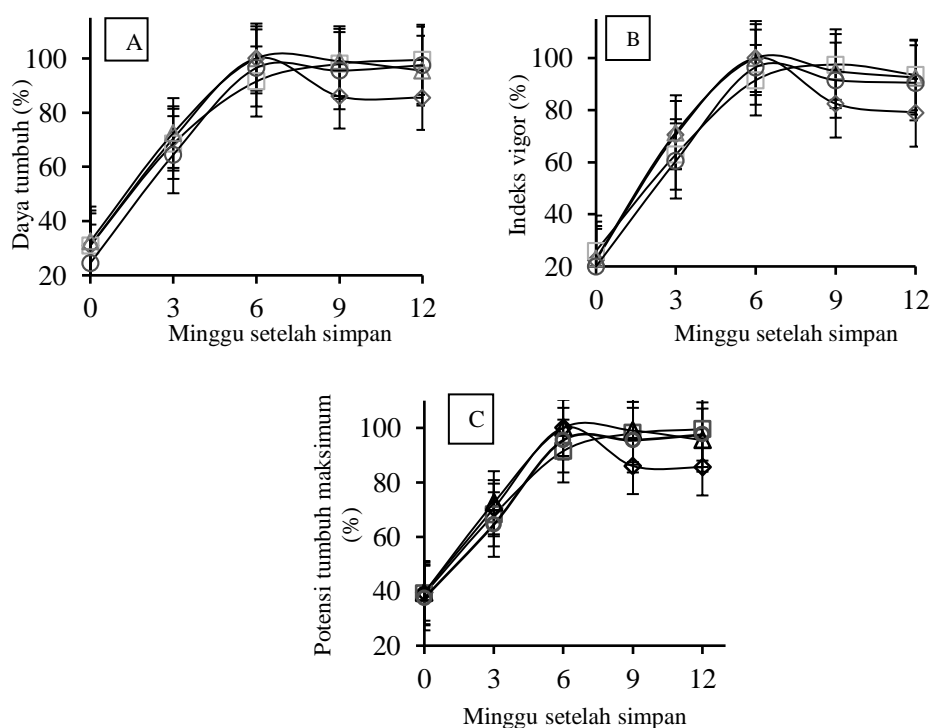 A
Daya tumbuh (%)
100
80
60
40
20
0 3 6 9 12
Minggu setelah simpan
B
Indeks vigor (%)
100
80
60
40
20
0 3 6 9 12
Minggu setelah simpan
C
Potensi tumbuh maksimum
(%)
100
80
60
40
20
0 3 6 9 12
Minggu setelah simpan